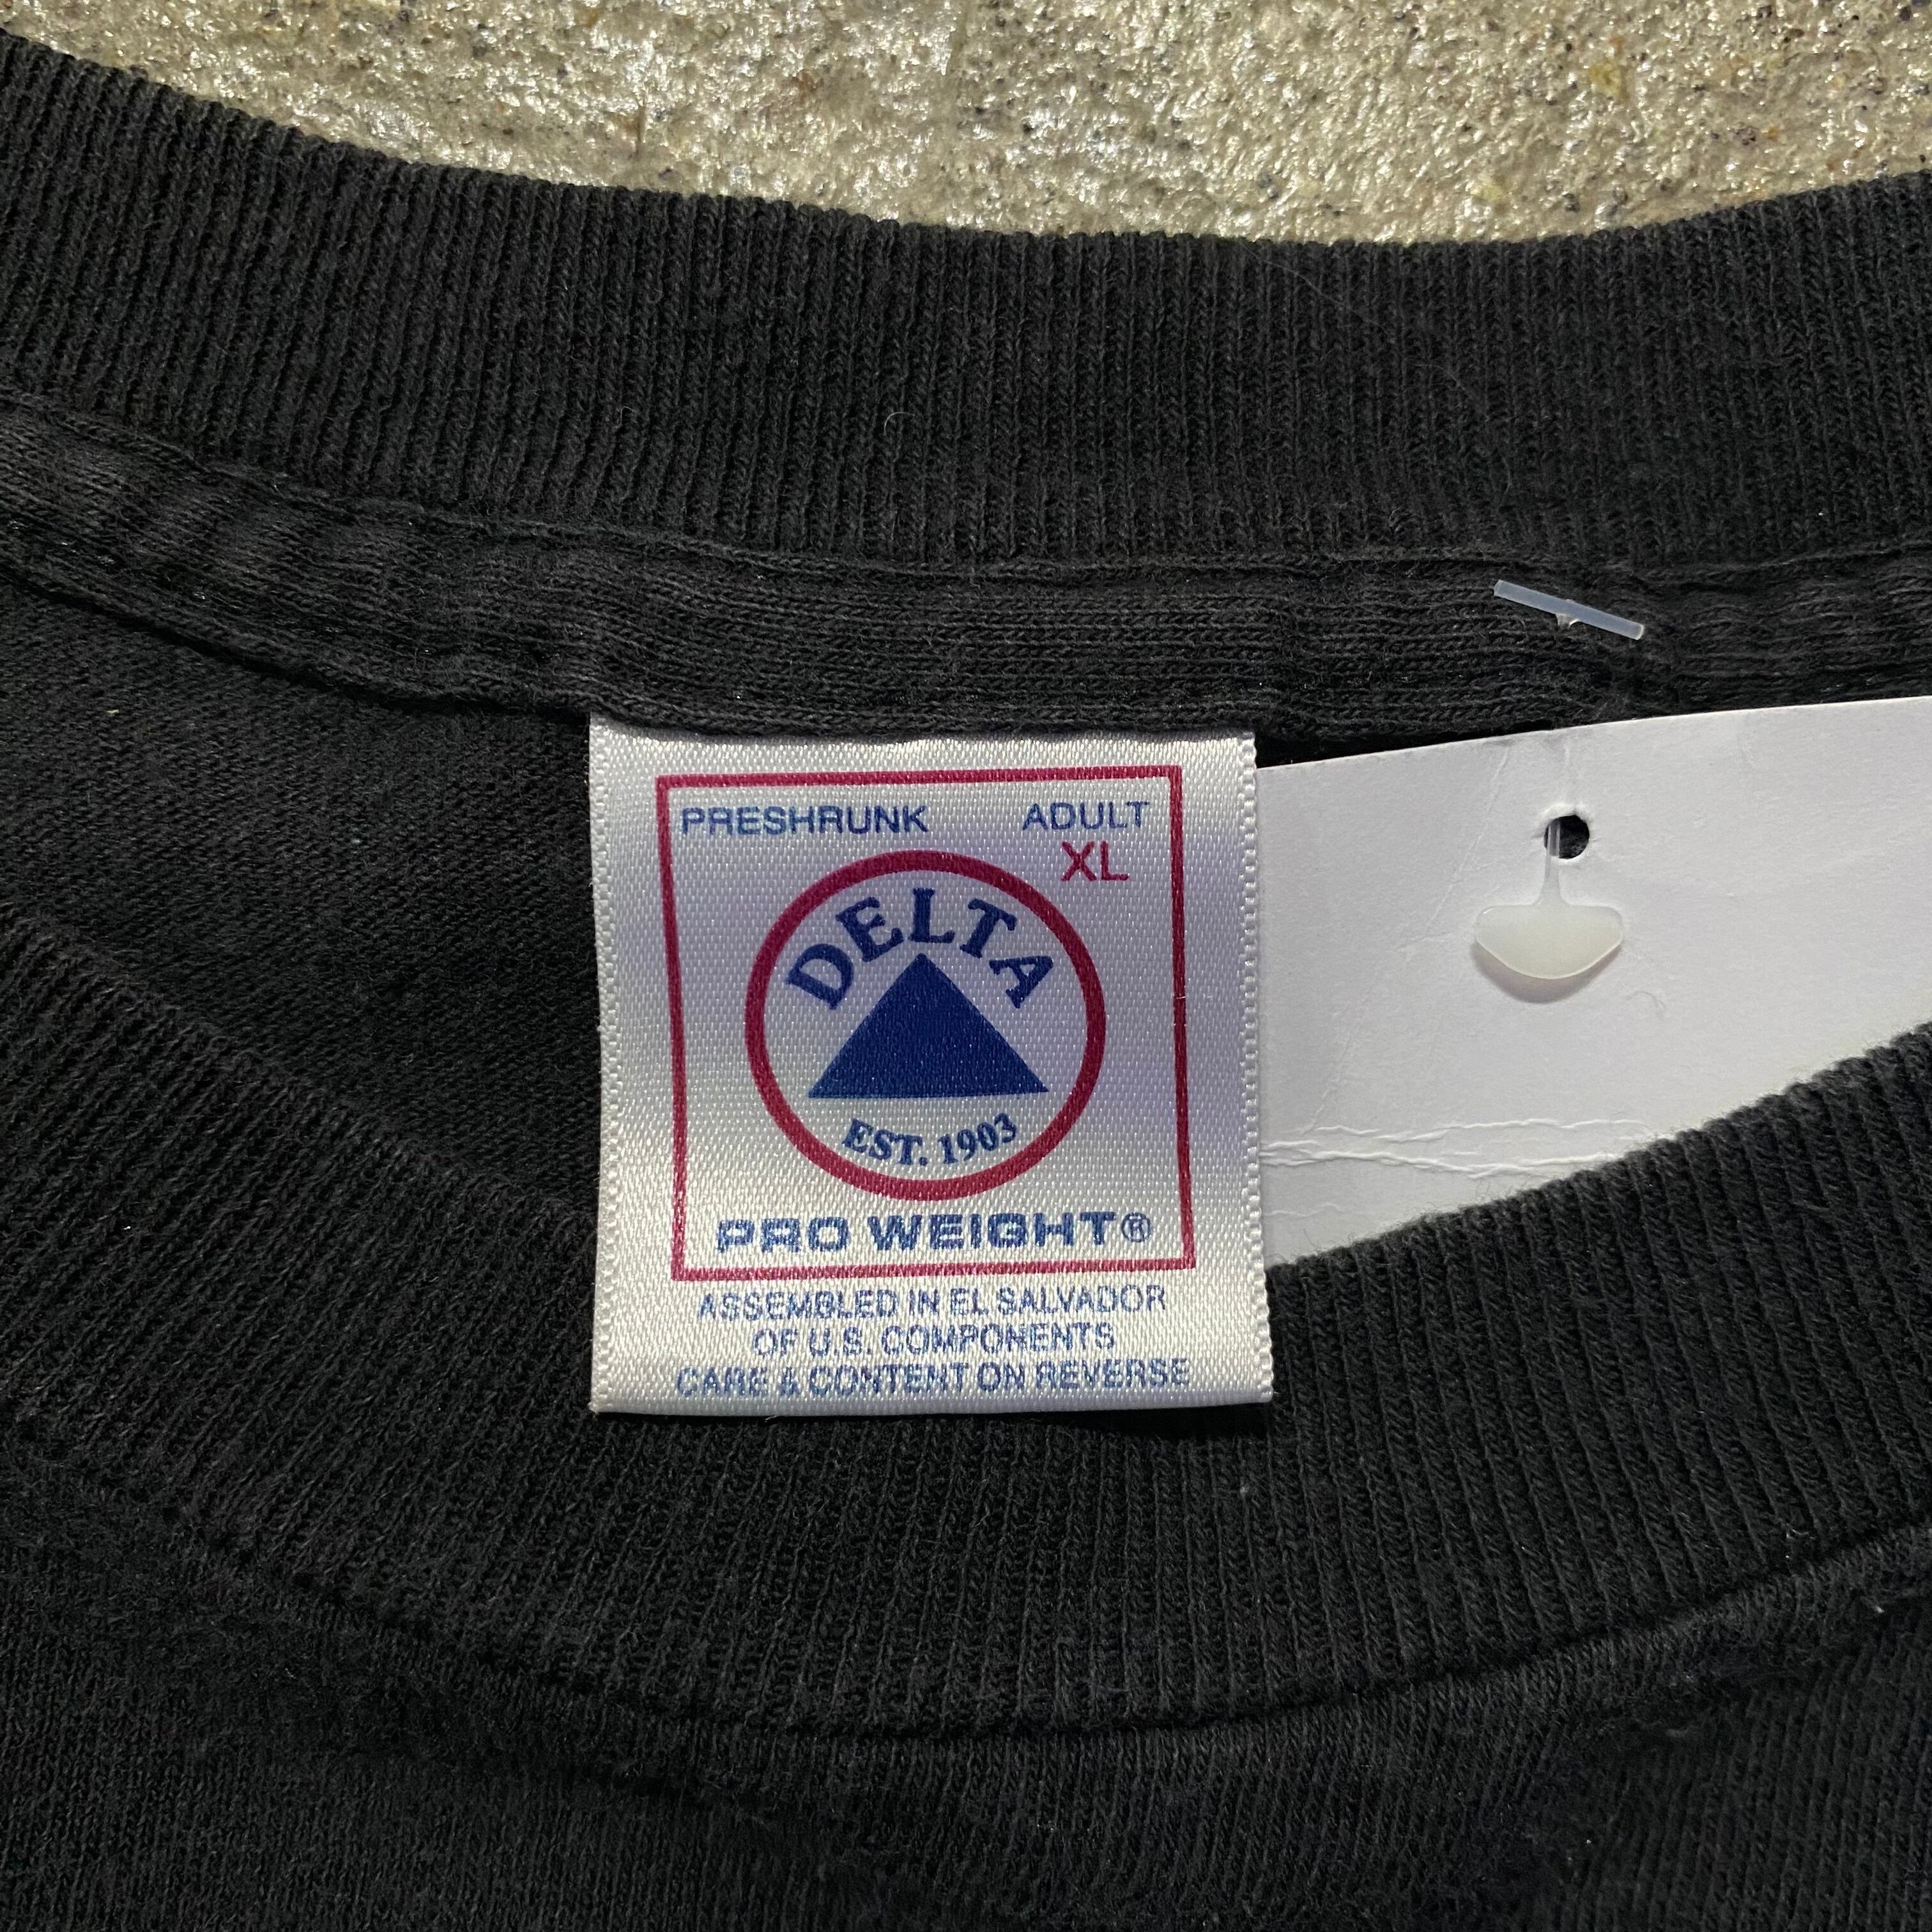 PRESHRUNK ADULT
XL
DELTA
EST. 1903
PRO WEIGHT®
ASSEMBLED IN EL SALVADOR
OF U.S. COMPONENTS
CARE & CONTENT ON REVERSE